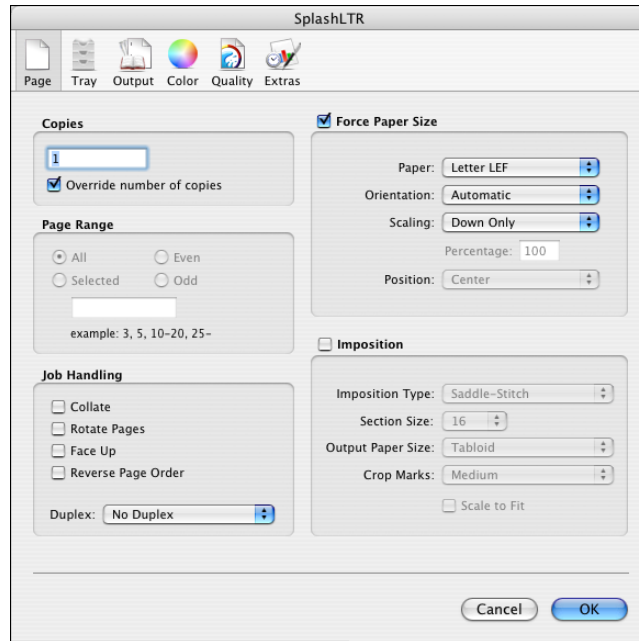 SplashLTR
Page Tray Output Color Quality Extras
Copies
1
Override number of copies
Page Range
All Even
Selected Odd
example: 3, 5, 10-20, 25-
Job Handling
Collate
Rotate Pages
Face Up
Reverse Page Order
Duplex: No Duplex
Force Paper Size
Paper: Letter LEF
Orientation: Automatic
Scaling: Down Only
Percentage: 100
Position: Center
Imposition
Imposition Type: Saddle-Stitch
Section Size: 16
Output Paper Size: Tabloid
Crop Marks: Medium
Scale to Fit
Cancel OK